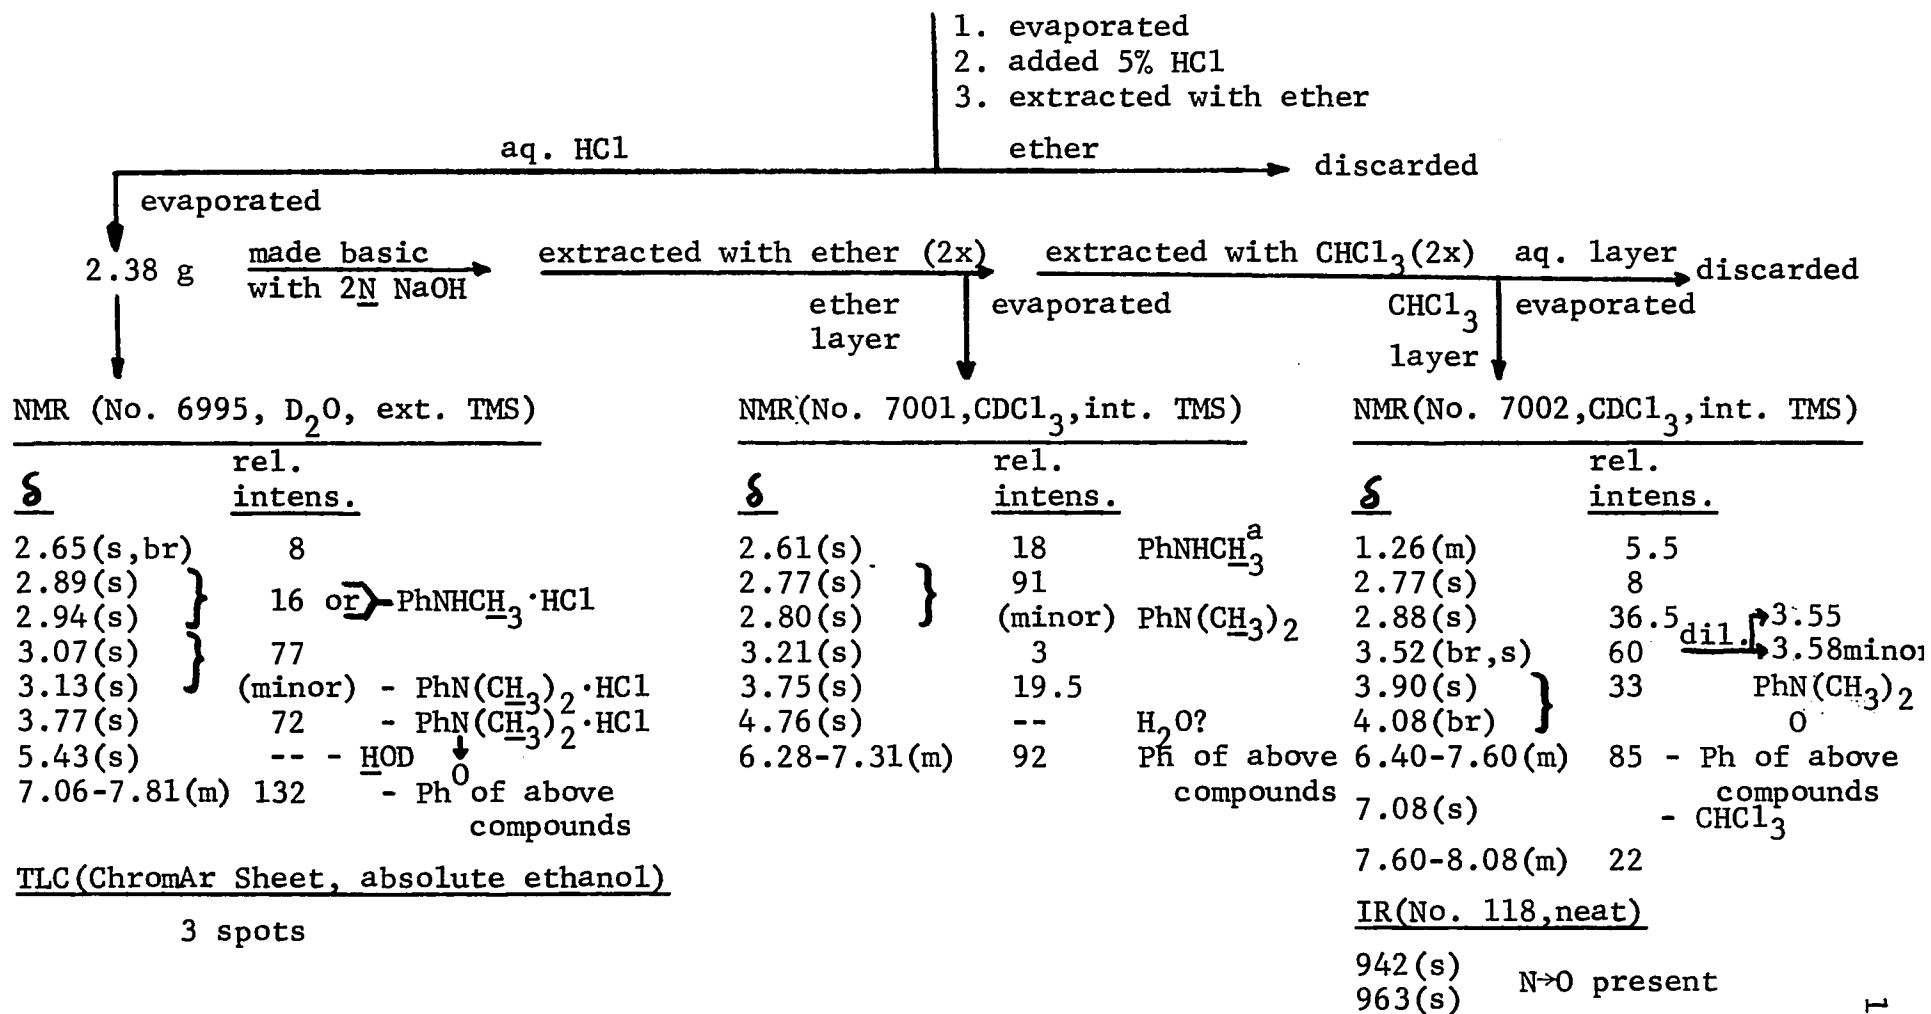 1. evaporated
2. added 5% HCl
3. extracted with ether
aq. HCl
ether
discarded
evaporated
2.38 g
made basic
with 2N NaOH
extracted with ether (2x)
ether
layer
evaporated
extracted with CHCl3(2x)
aq. layer
discarded
CHCl3
layer
evaporated
NMR (No. 6995, D2O, ext. TMS)
δ rel. intens.
2.65(s,br) 8
2.89(s)
2.94(s) 16 or PhNHCH3·HCl
3.07(s) 77
3.13(s) (minor) - PhN(CH3)2·HCl
3.77(s) 72 - PhN(CH3)2·HCl
O
5.43(s) -- - HOD
7.06-7.81(m) 132 - Ph of above
compounds
TLC(ChromAr Sheet, absolute ethanol)
3 spots
NMR(No. 7001,CDCl3,int. TMS)
δ rel. intens.
2.61(s) 18 PhNHCH3 a
2.77(s) 91
2.80(s) (minor) PhN(CH3)2
3.21(s) 3
3.75(s) 19.5
4.76(s) -- H2O?
6.28-7.31(m) 92 Ph of above
compounds
NMR(No. 7002,CDCl3,int. TMS)
δ rel. intens.
1.26(m) 5.5
2.77(s) 8
2.88(s) 36.5
3.52(br,s) 60 dil. 3.55
3.58minor
3.90(s) 33 PhN(CH3)2
4.08(br) O
6.40-7.60(m) 85 - Ph of above
compounds
7.08(s) - CHCl3
7.60-8.08(m) 22
IR(No. 118,neat)
942(s)
963(s) N→O present